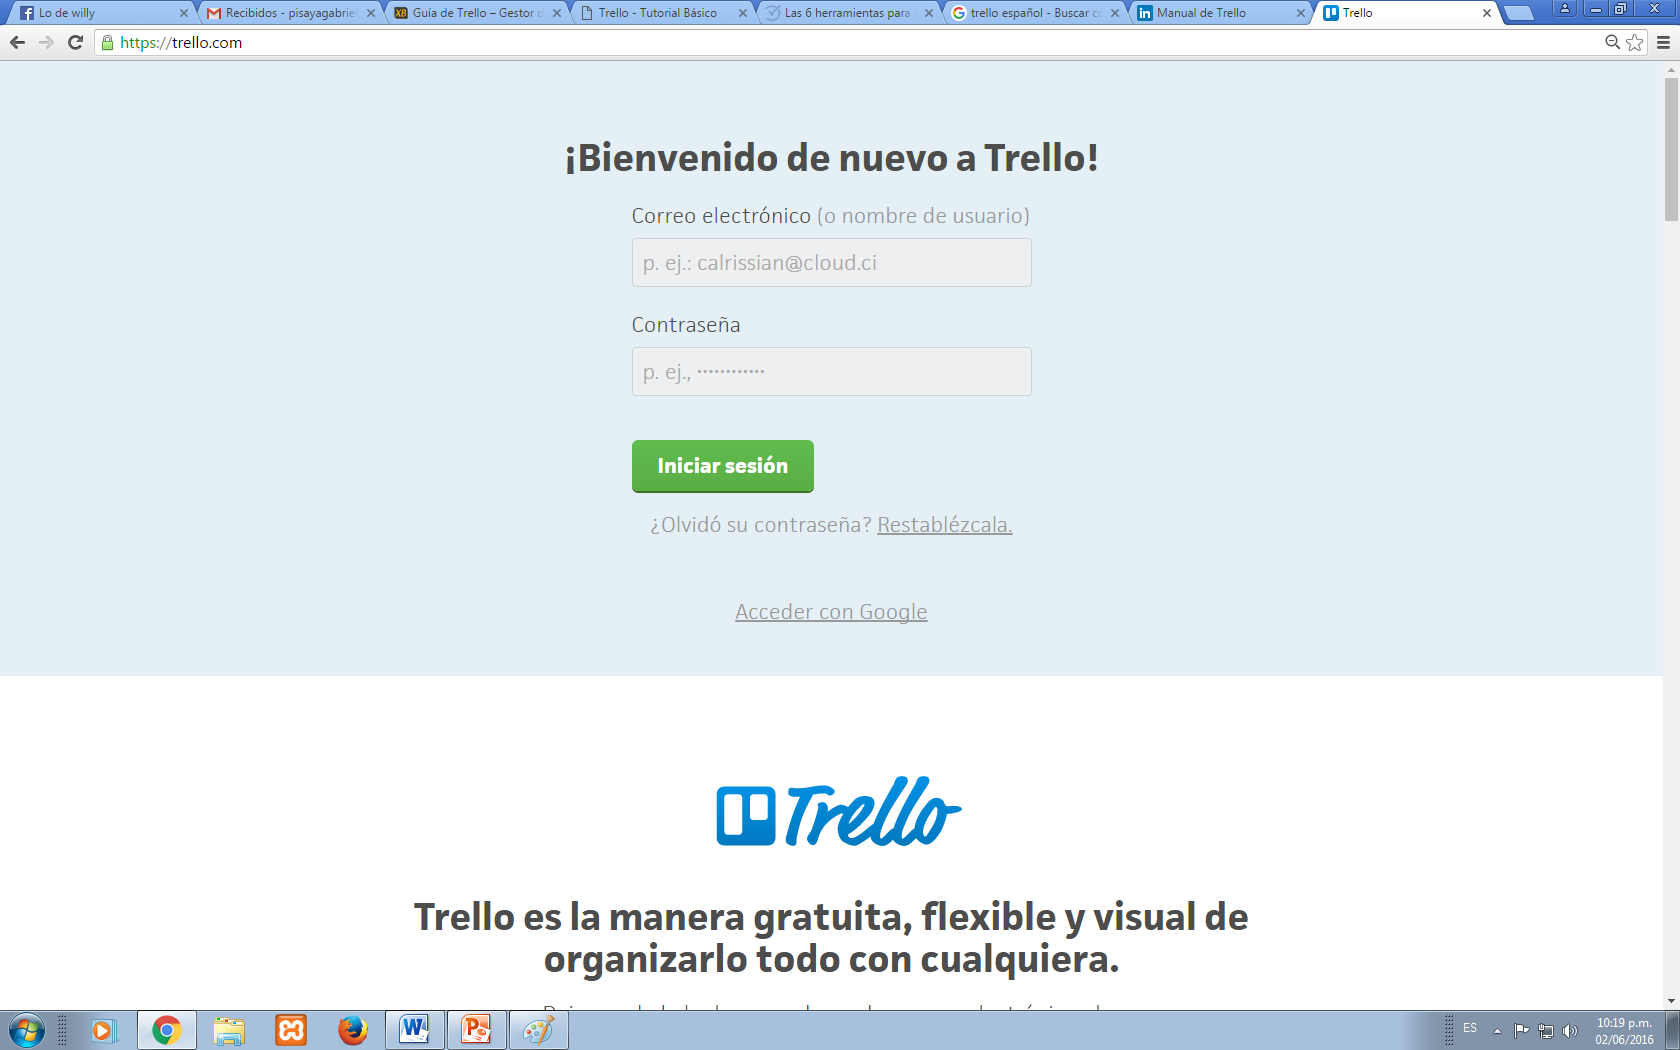 Lo de willy
Recibidos - pisayagabrie
Guía de Trello – Gestor d
Trello - Tutorial Básico
Las 6 herramientas para
trello español - Buscar co
Manual de Trello
Trello
https://trello.com
¡Bienvenido de nuevo a Trello!
Correo electrónico (o nombre de usuario)
p. ej.: calrissian@cloud.ci
Contraseña
p. ej., ••••••••••••
Iniciar sesión
¿Olvidó su contraseña? Restablézcala.
Acceder con Google
Trello
Trello es la manera gratuita, flexible y visual de
organizarlo todo con cualquiera.
ES
10:19 p.m.
02/06/2016